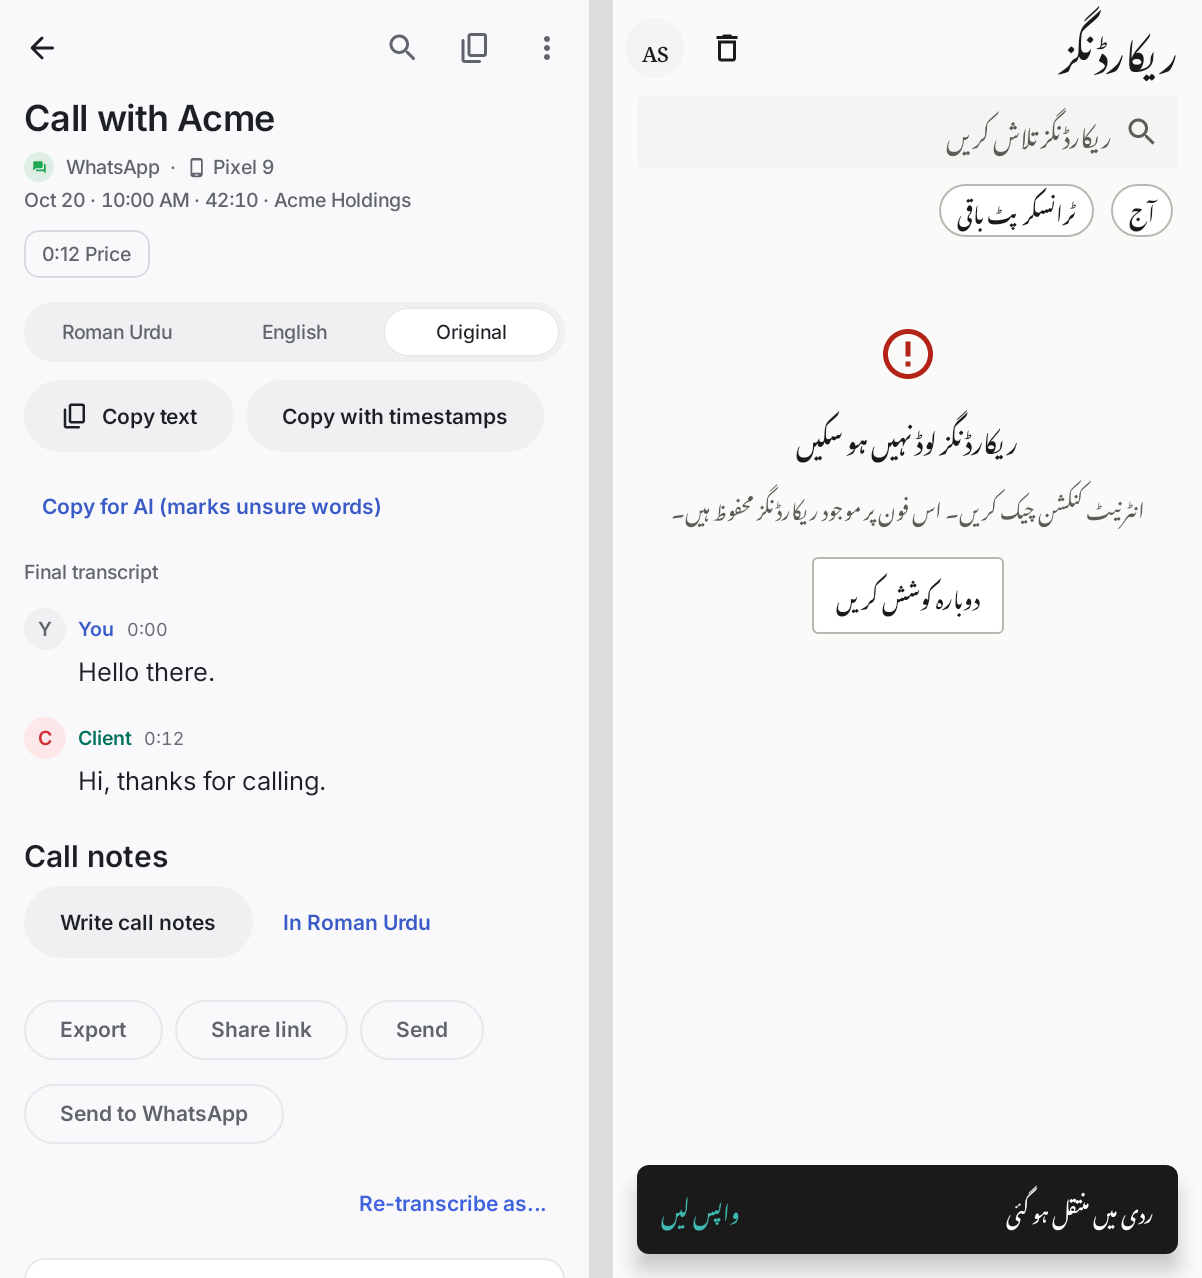 Call with Acme
WhatsApp · Pixel 9
Oct 20 · 10:00 AM · 42:10 · Acme Holdings
0:12 Price
Roman Urdu English Original
Copy text Copy with timestamps
Copy for AI (marks unsure words)
Final transcript
Y You 0:00
Hello there.
C Client 0:12
Hi, thanks for calling.
Call notes
Write call notes In Roman Urdu
Export Share link Send
Send to WhatsApp
Re-transcribe as...
ریکارڈنگز
AS
ریکارڈنگز تلاش کریں
آج ٹرانسکرپٹ باقی
ریکارڈنگز لوڈ نہیں ہو سکیں
انٹرنیٹ کنکشن چیک کریں۔ اس فون پر موجود ریکارڈنگز محفوظ ہیں۔
دوبارہ کوشش کریں
ردی میں منتقل ہو گئی واپس لیں